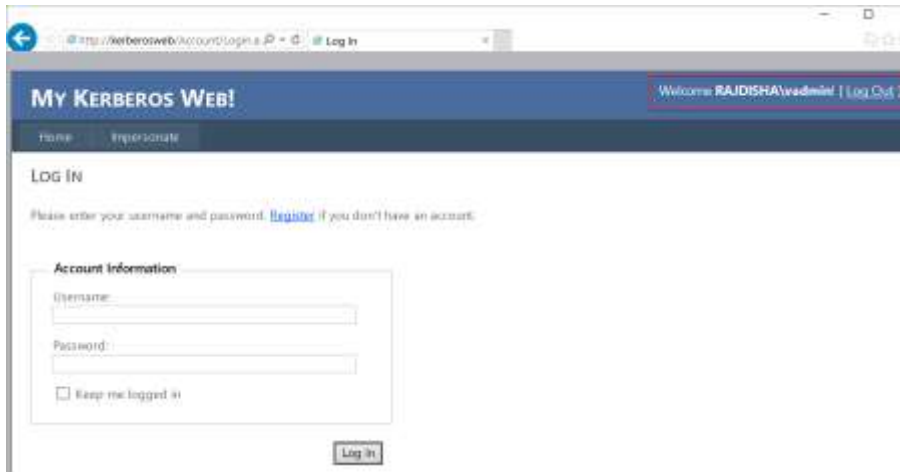 http://kerberosweb/Account/Login.a
Log In
MY KERBEROS WEB!
Welcome RAJDISHA\vadmin! [ Log Out ]
Home Impersonate
LOG IN
Please enter your username and password. Register if you don't have an account.
Account Information
Username:
Password:
Keep me logged in
Log In